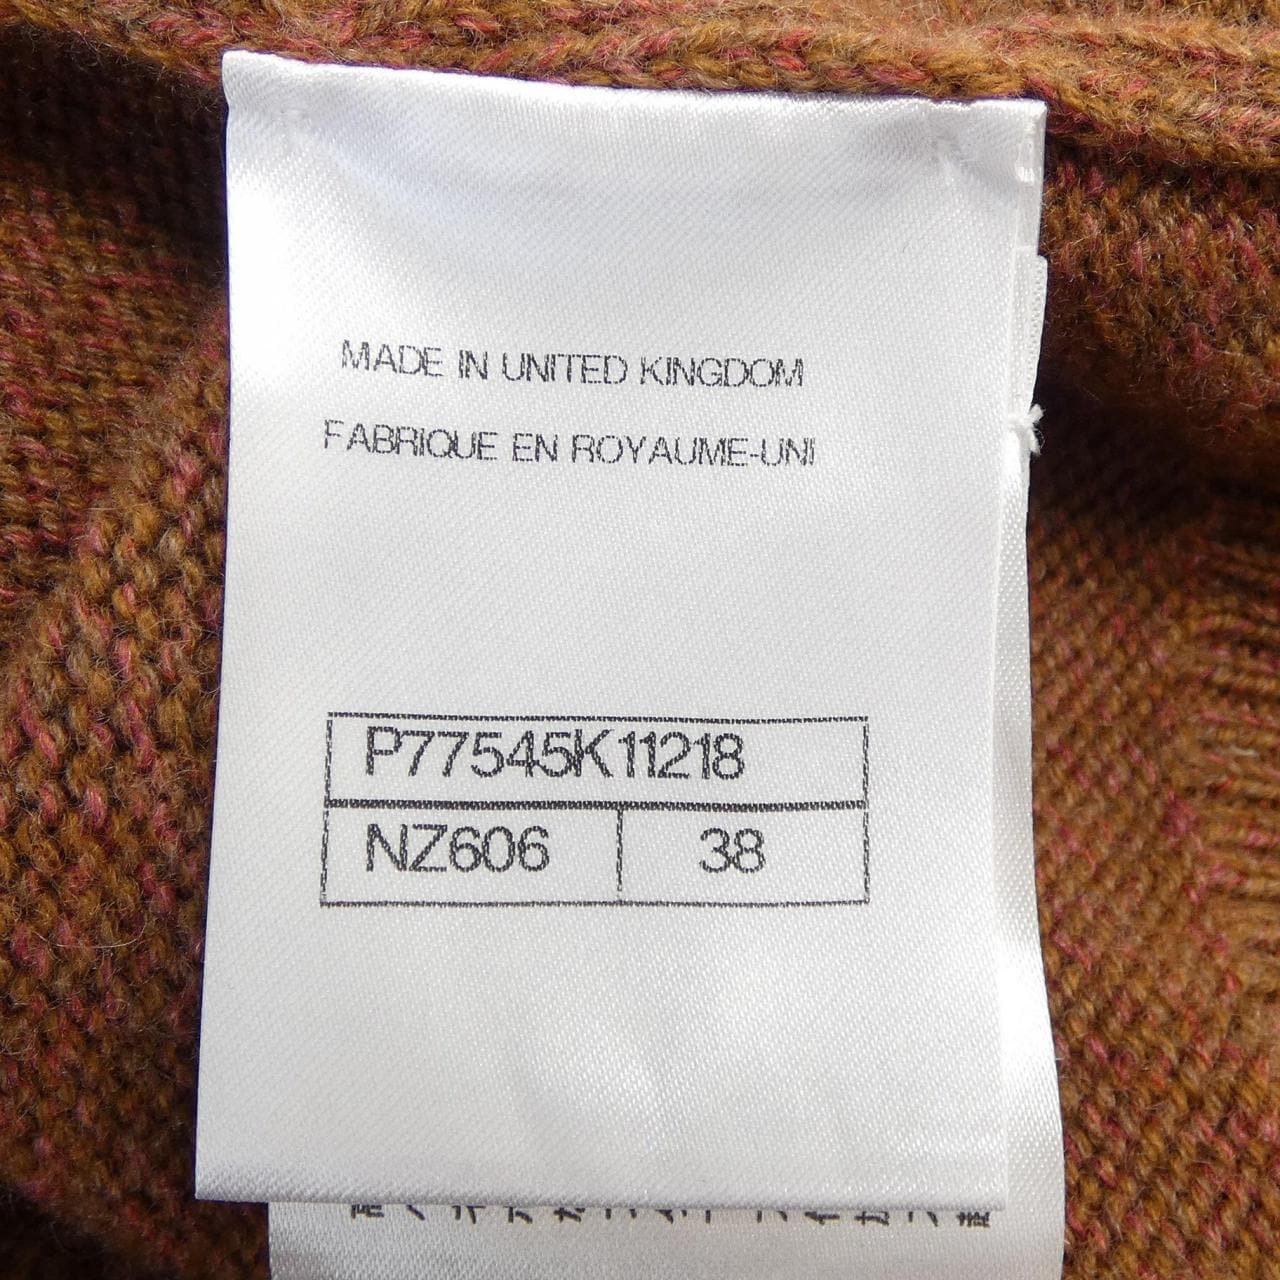 MADE IN UNITED KINGDOM
FABRIQUE EN ROYAUME-UNI
P77545K11218
NZ606 38